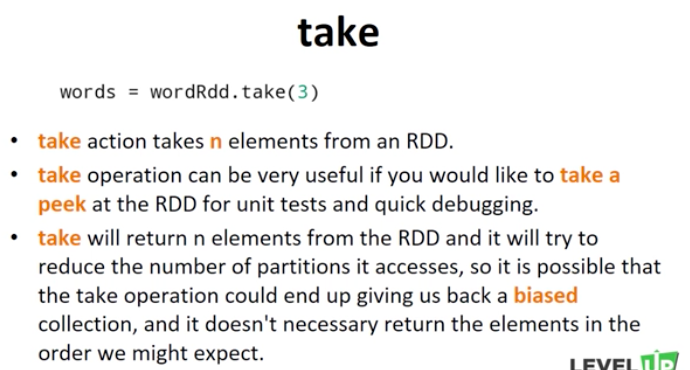 take
words = wordRdd.take(3)
• take action takes n elements from an RDD.
• take operation can be very useful if you would like to take a
peek at the RDD for unit tests and quick debugging.
• take will return n elements from the RDD and it will try to
reduce the number of partitions it accesses, so it is possible that
the take operation could end up giving us back a biased
collection, and it doesn't necessary return the elements in the
order we might expect.
LEVEL UP